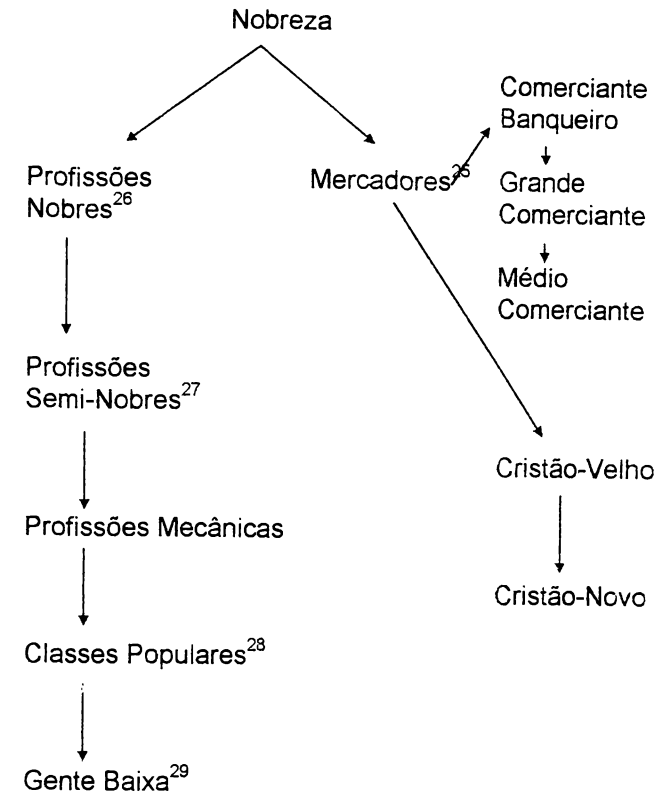 Nobreza
Comerciante
Banqueiro
Profissões
Nobres26
Mercadores25
Grande
Comerciante
Médio
Comerciante
Profissões
Semi-Nobres27
Cristão-Velho
Profissões Mecânicas
Cristão-Novo
Classes Populares28
Gente Baixa29